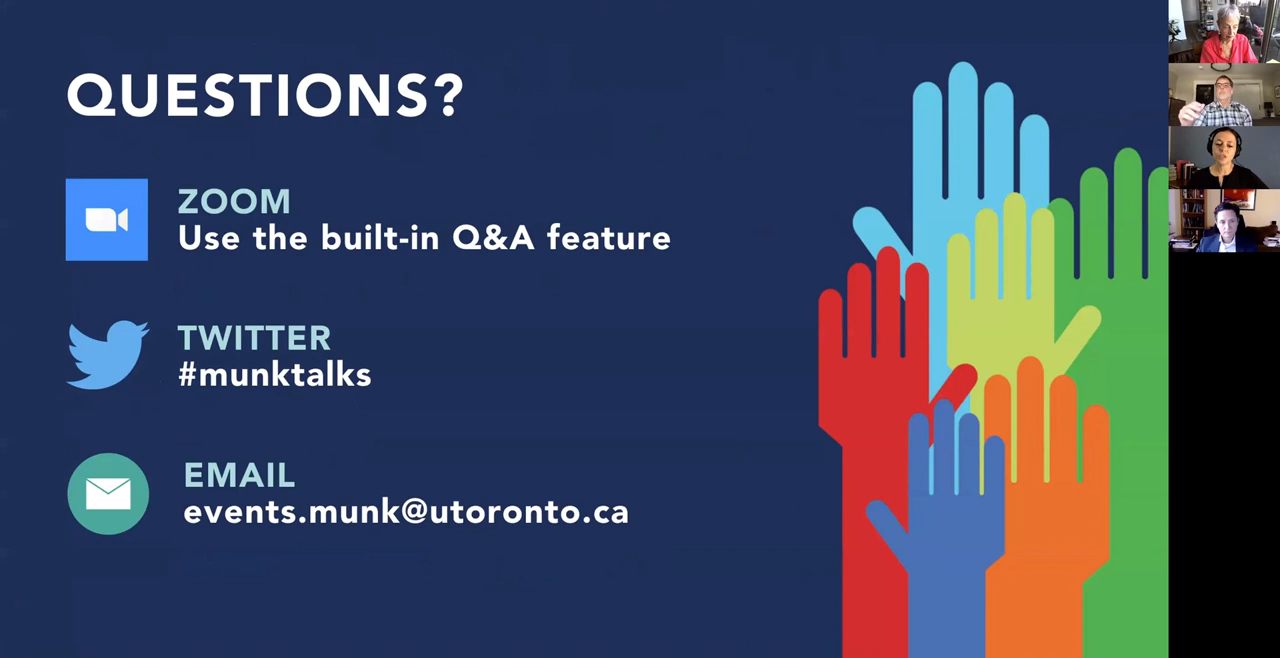 QUESTIONS?
ZOOM
Use the built-in Q&A feature
TWITTER
#munktalks
EMAIL
events.munk@utoronto.ca